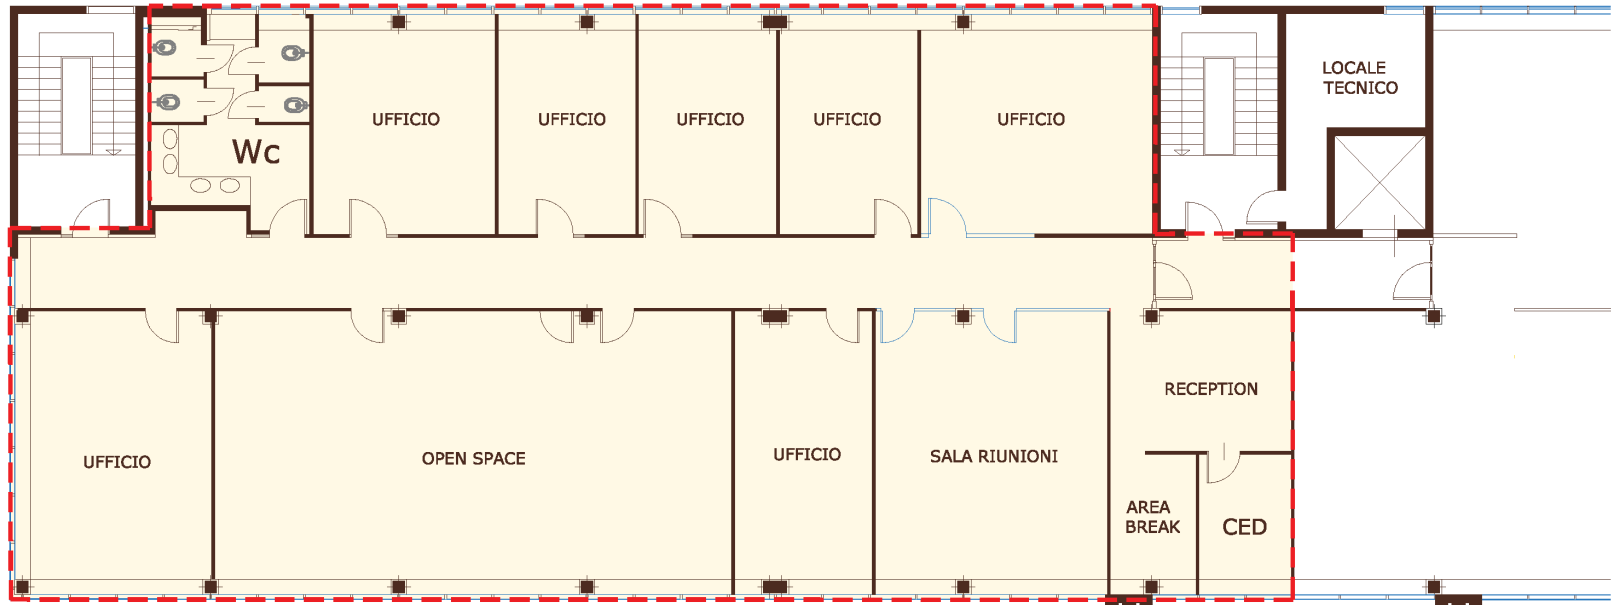 LOCALE
TECNICO
UFFICIO
UFFICIO
UFFICIO
UFFICIO
UFFICIO
Wc
RECEPTION
UFFICIO
OPEN SPACE
UFFICIO
SALA RIUNIONI
AREA
BREAK
CED